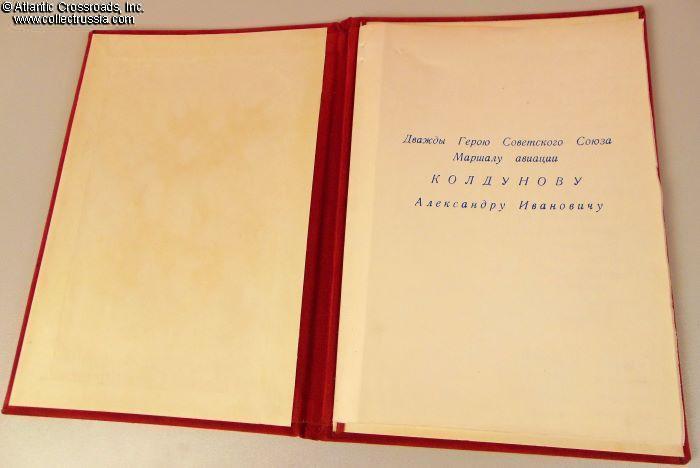 © Atlantic Crossroads, Inc.
www.collectrussia.com
Дважды Герою Советского Союза
Маршалу авиации
КОЛДУНОВУ
Александру Ивановичу